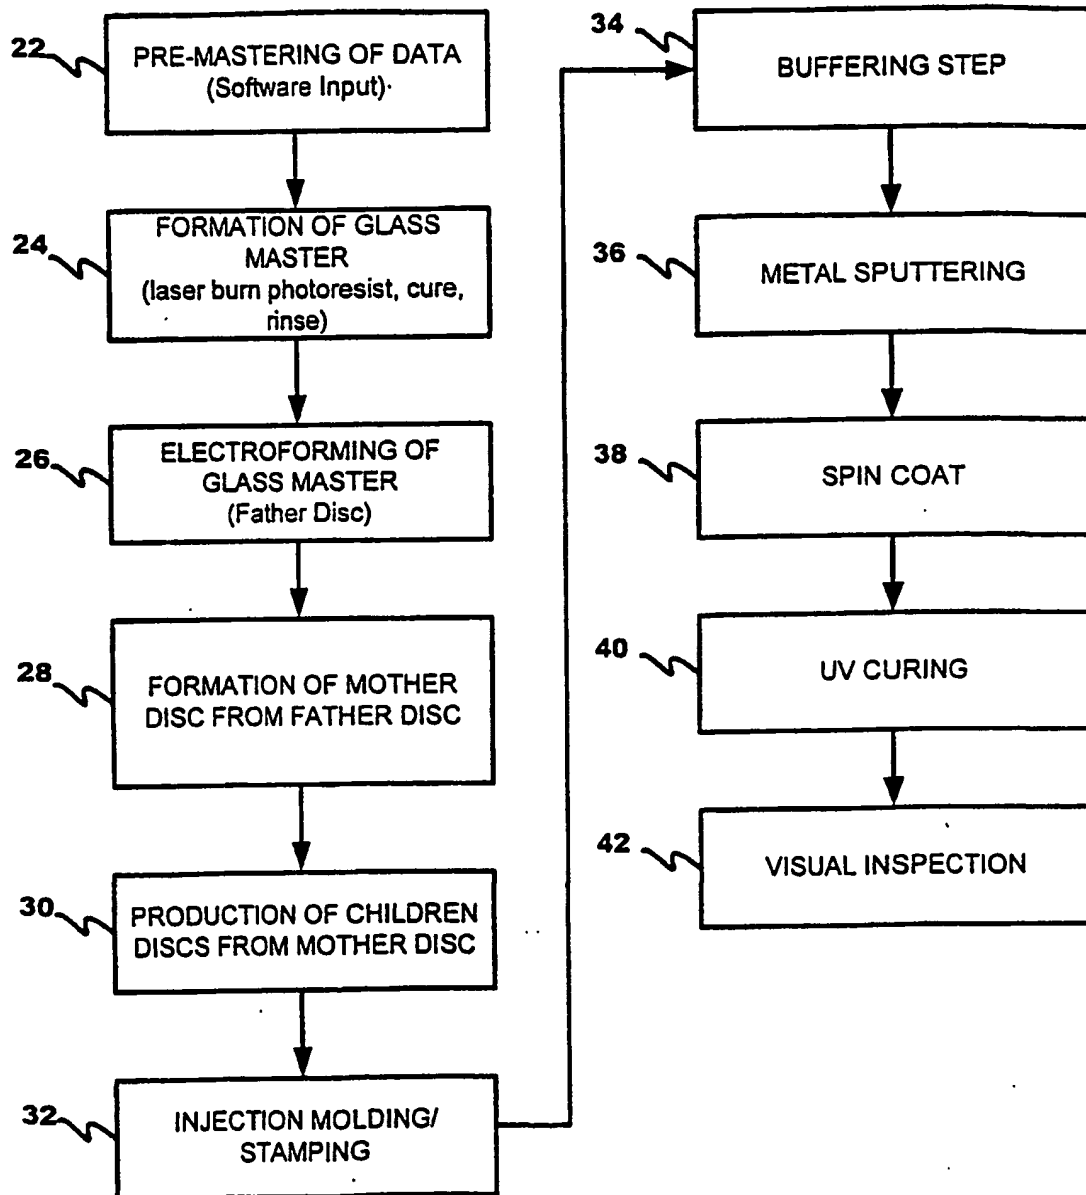 22
PRE-MASTERING OF DATA
(Software Input)
24
FORMATION OF GLASS
MASTER
(laser burn photoresist, cure,
rinse)
26
ELECTROFORMING OF
GLASS MASTER
(Father Disc)
28
FORMATION OF MOTHER
DISC FROM FATHER DISC
30
PRODUCTION OF CHILDREN
DISCS FROM MOTHER DISC
32
INJECTION MOLDING/
STAMPING
34
BUFFERING STEP
36
METAL SPUTTERING
38
SPIN COAT
40
UV CURING
42
VISUAL INSPECTION